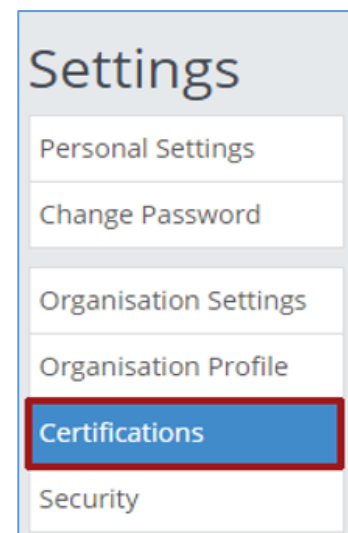 Settings
Personal Settings
Change Password
Organisation Settings
Organisation Profile
Certifications
Security